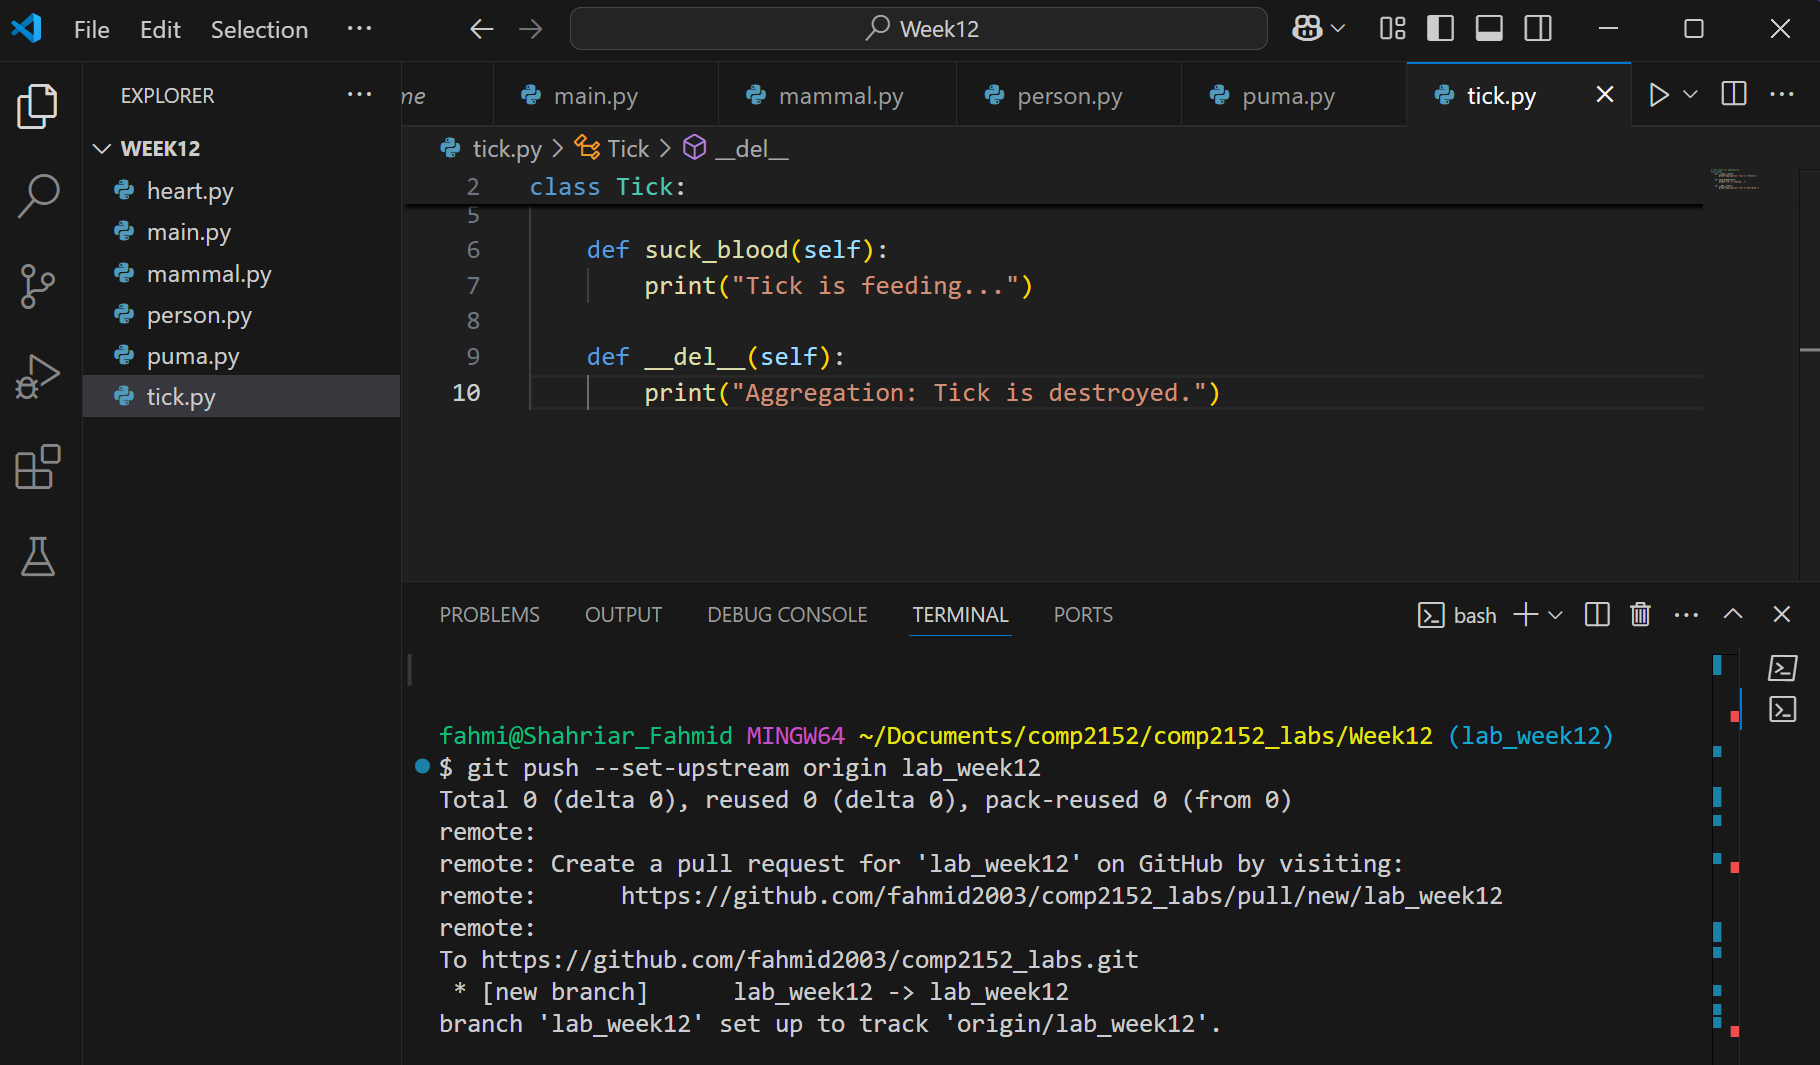 File Edit Selection ··· Week12
EXPLORER ···
WEEK12
heart.py
main.py
mammal.py
person.py
puma.py
tick.py
me main.py mammal.py person.py puma.py tick.py
tick.py > Tick > __del__
2 class Tick:
5
6 def suck_blood(self):
7 print("Tick is feeding...")
8
9 def __del__(self):
10 print("Aggregation: Tick is destroyed.")
PROBLEMS OUTPUT DEBUG CONSOLE TERMINAL PORTS bash
fahmi@Shahriar_Fahmid MINGW64 ~/Documents/comp2152/comp2152_labs/Week12 (lab_week12)
$ git push --set-upstream origin lab_week12
Total 0 (delta 0), reused 0 (delta 0), pack-reused 0 (from 0)
remote:
remote: Create a pull request for 'lab_week12' on GitHub by visiting:
remote:      https://github.com/fahmid2003/comp2152_labs/pull/new/lab_week12
remote:
To https://github.com/fahmid2003/comp2152_labs.git
 * [new branch]      lab_week12 -> lab_week12
branch 'lab_week12' set up to track 'origin/lab_week12'.